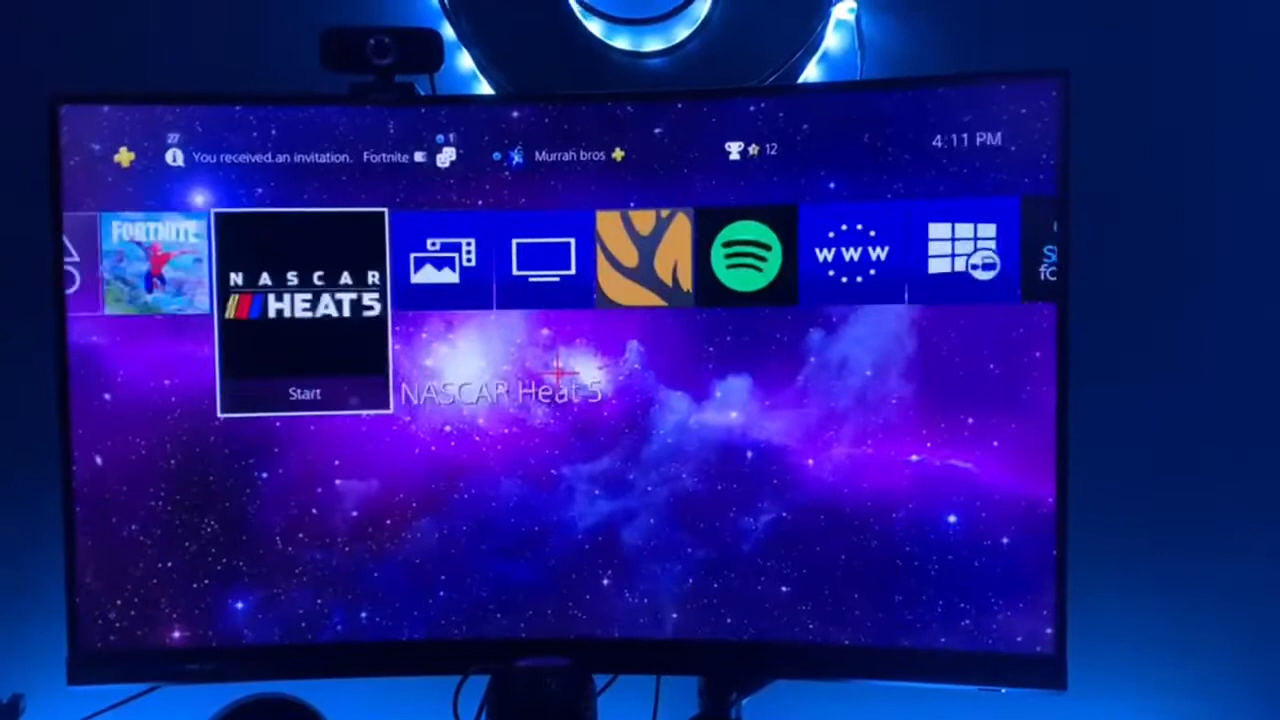 27
1
You received an invitation. Fortnite
Murrah bros
12
4:11 PM
FORTNITE
NASCAR
HEAT 5
Start
NASCAR Heat 5
WWW